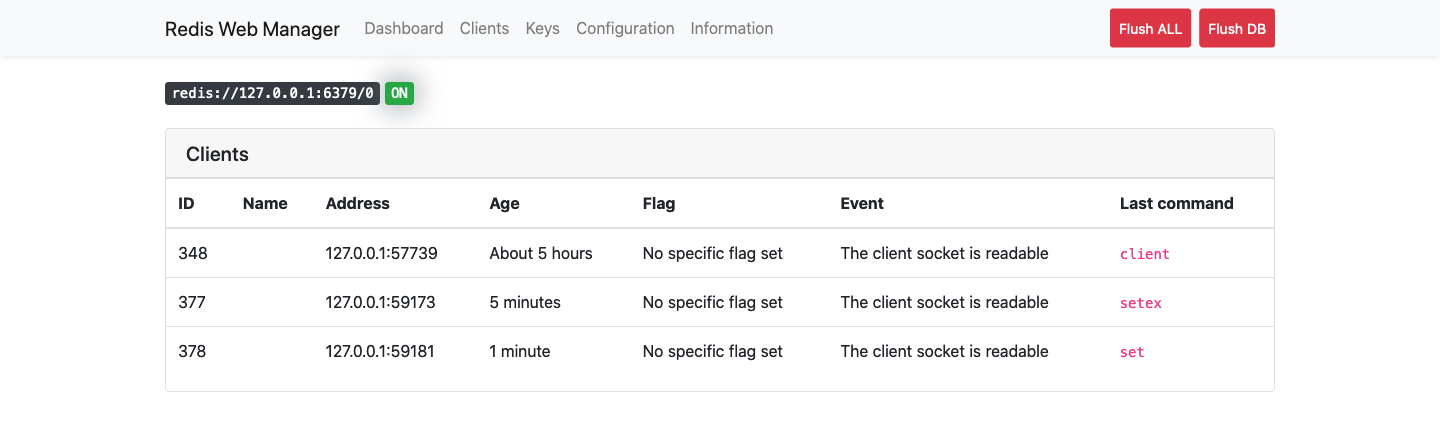 Redis Web Manager Dashboard Clients Keys Configuration Information Flush ALL Flush DB
redis://127.0.0.1:6379/0 ON
Clients
ID Name Address Age Flag Event Last command
348 127.0.0.1:57739 About 5 hours No specific flag set The client socket is readable client
377 127.0.0.1:59173 5 minutes No specific flag set The client socket is readable setex
378 127.0.0.1:59181 1 minute No specific flag set The client socket is readable set